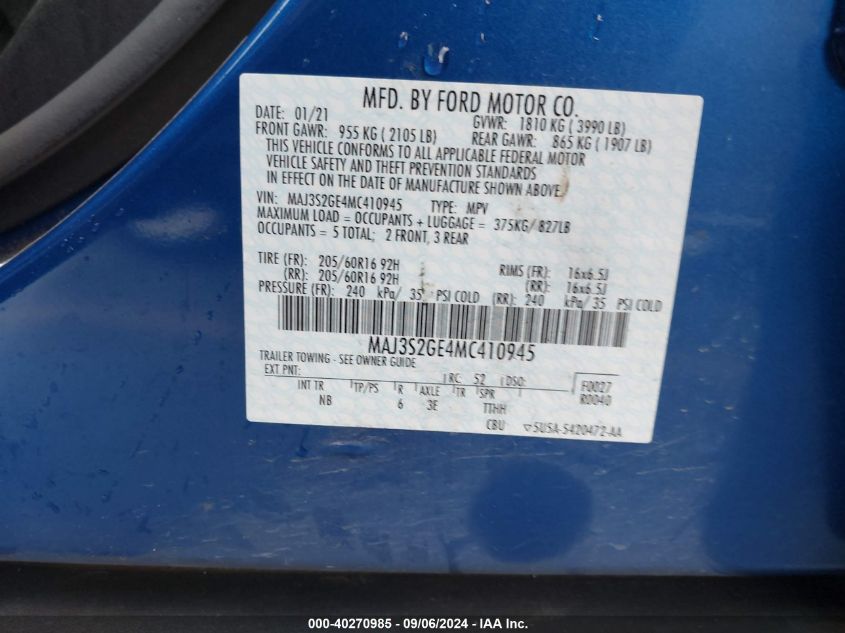 MFD. BY FORD MOTOR CO.
DATE: 01/21 GVWR: 1810 KG ( 3990 LB)
FRONT GAWR: 955 KG ( 2105 LB) REAR GAWR: 865 KG ( 1907 LB)
THIS VEHICLE CONFORMS TO ALL APPLICABLE FEDERAL MOTOR
VEHICLE SAFETY AND THEFT PREVENTION STANDARDS
IN EFFECT ON THE DATE OF MANUFACTURE SHOWN ABOVE.
VIN: MAJ3S2GE4MC410945 TYPE: MPV
MAXIMUM LOAD = OCCUPANTS + LUGGAGE = 375KG/ 827LB
OCCUPANTS = 5 TOTAL; 2 FRONT, 3 REAR
TIRE (FR): 205/60R16 92H RIMS (FR): 16x6.5J
(RR): 205/60R16 92H (RR): 16x6.5J
PRESSURE (FR): 240 kPa/ 35 PSI COLD (RR): 240 kPa/ 35 PSI COLD
MAJ3S2GE4MC410945
TRAILER TOWING - SEE OWNER GUIDE
EXT PNT: RC: 52 DSO: F0027
INT TR TP/PS R AXLE TR SPR R0040
NB 6 3E TTHH
CBU ▽5U5A-5420472-AA
000-40270985 - 09/06/2024 - IAA Inc.